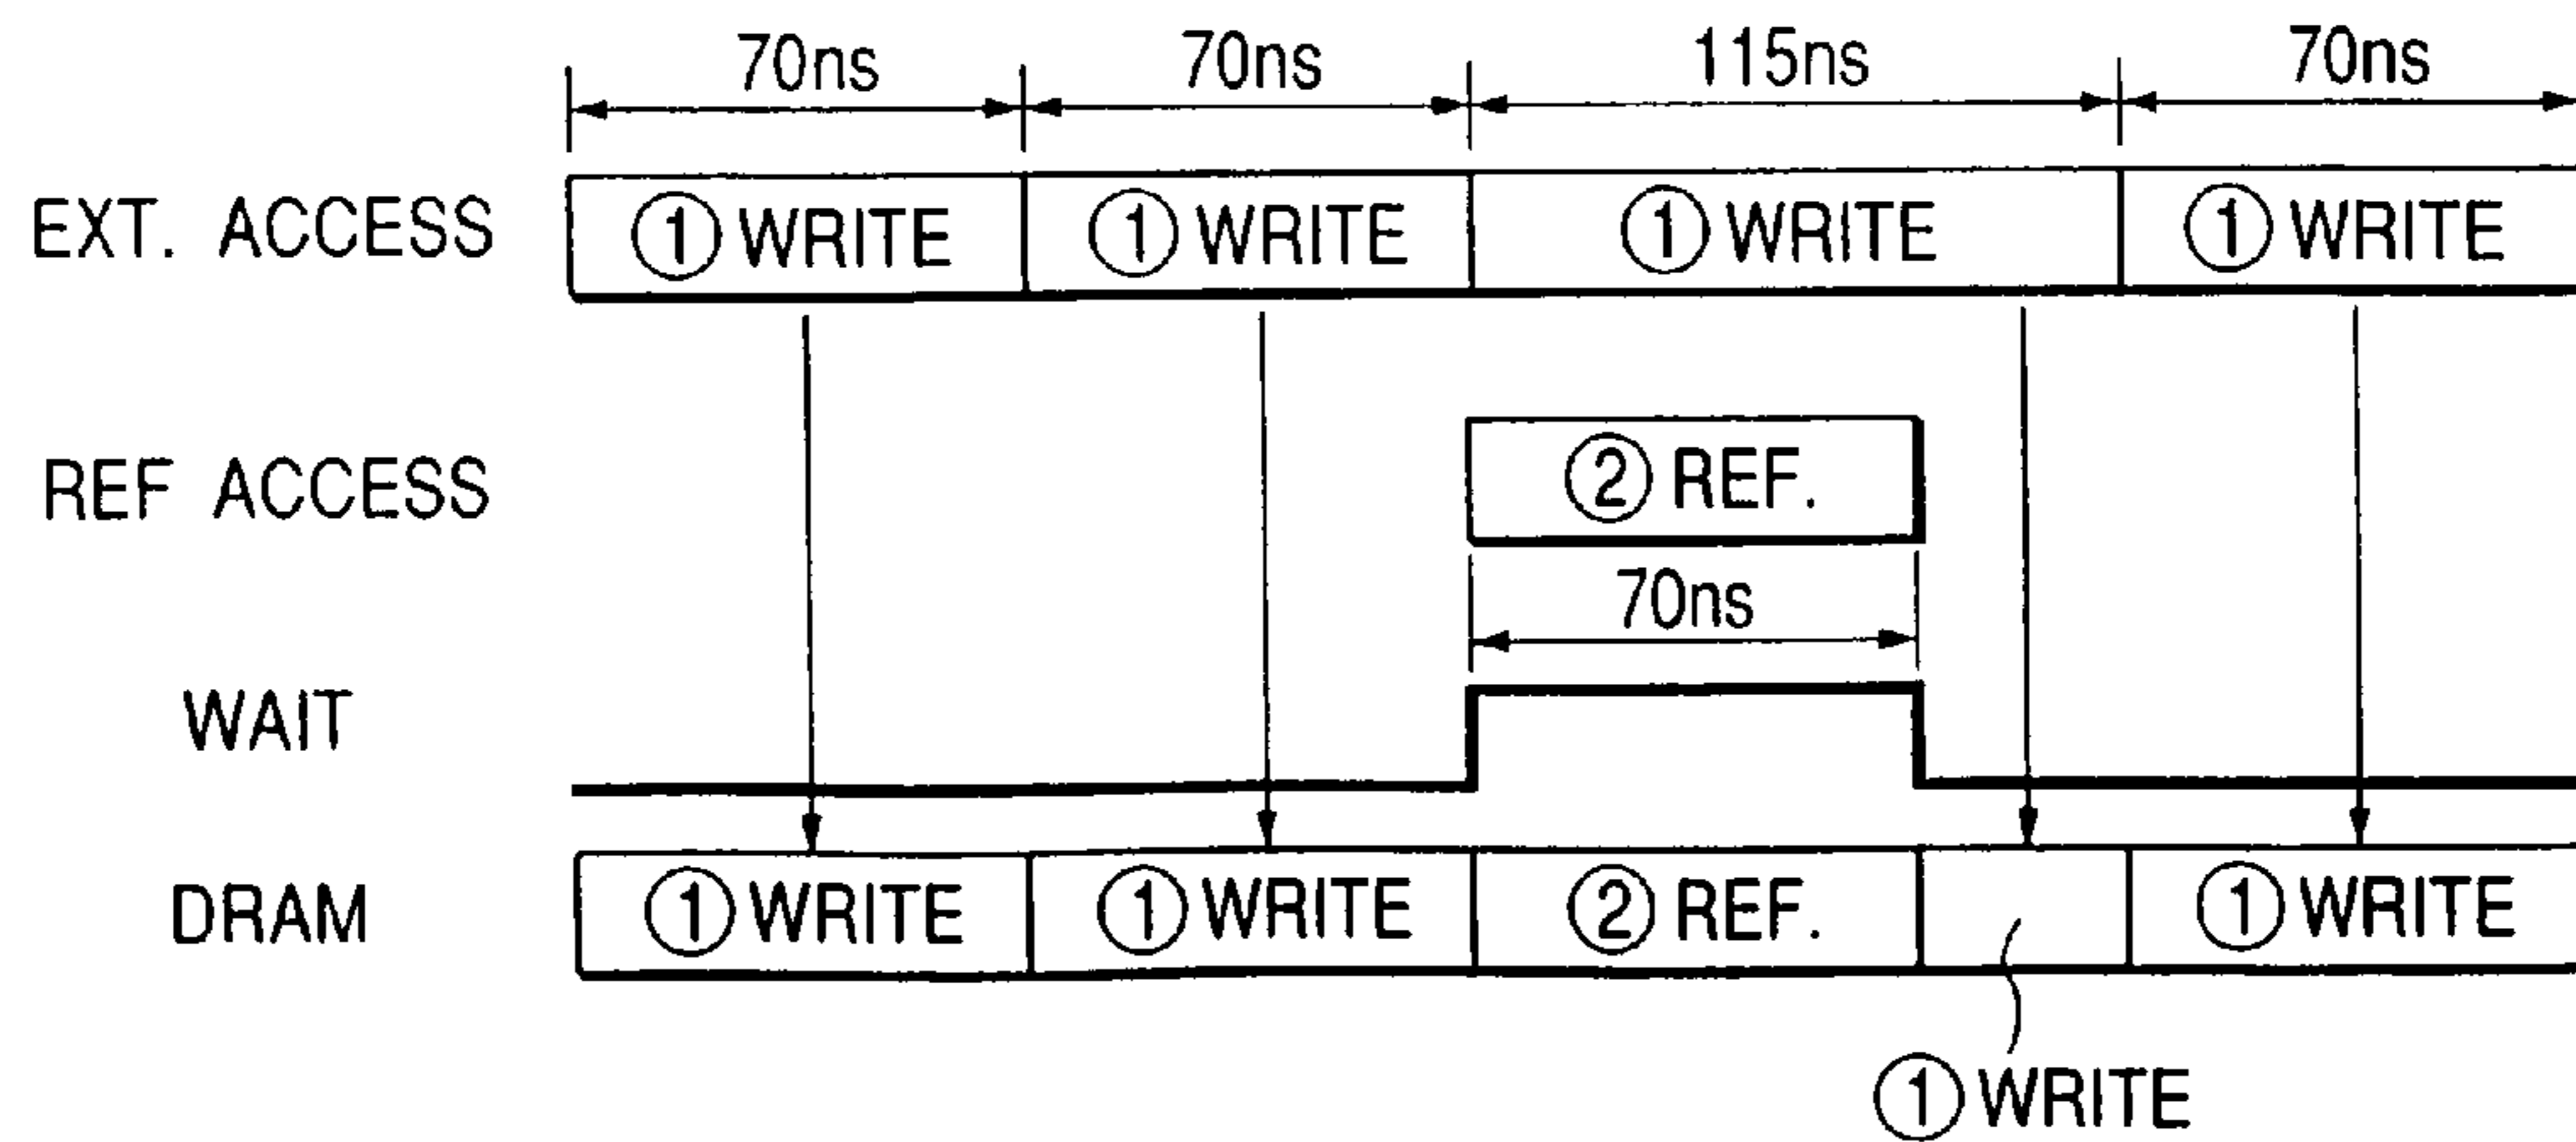 70ns 70ns 115ns 70ns
EXT. ACCESS ① WRITE ① WRITE ① WRITE ① WRITE
REF ACCESS ② REF.
70ns
WAIT
DRAM ① WRITE ① WRITE ② REF. ① WRITE
① WRITE